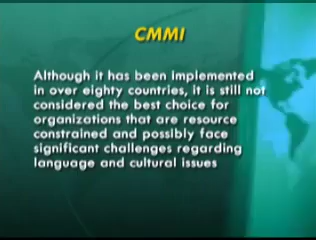 CMMI
Although it has been implemented
in over eighty countries, it is still not
considered the best choice for
organizations that are resource
constrained and possibly face
significant challenges regarding
language and cultural issues